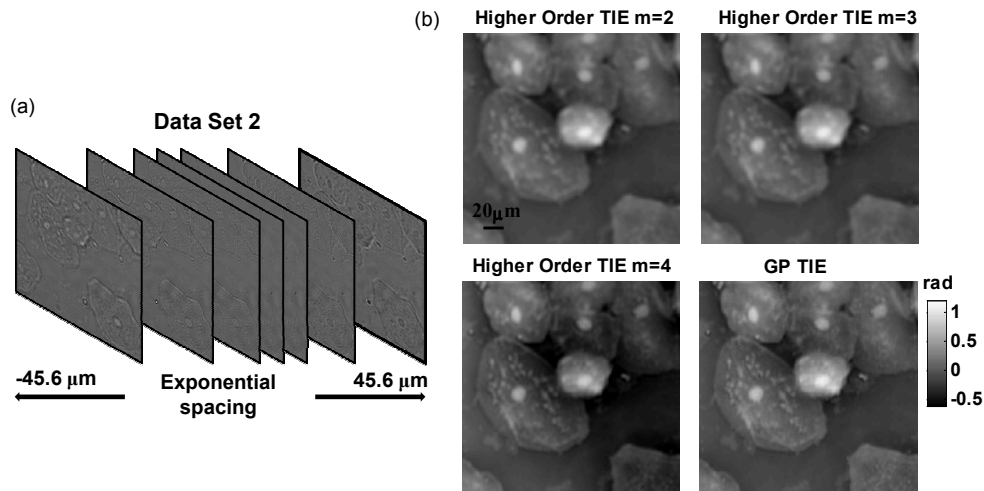 (a)
Data Set 2
-45.6 μm
Exponential
spacing
45.6 μm
(b)
Higher Order TIE m=2
Higher Order TIE m=3
20μm
Higher Order TIE m=4
GP TIE
rad
1
0.5
0
-0.5